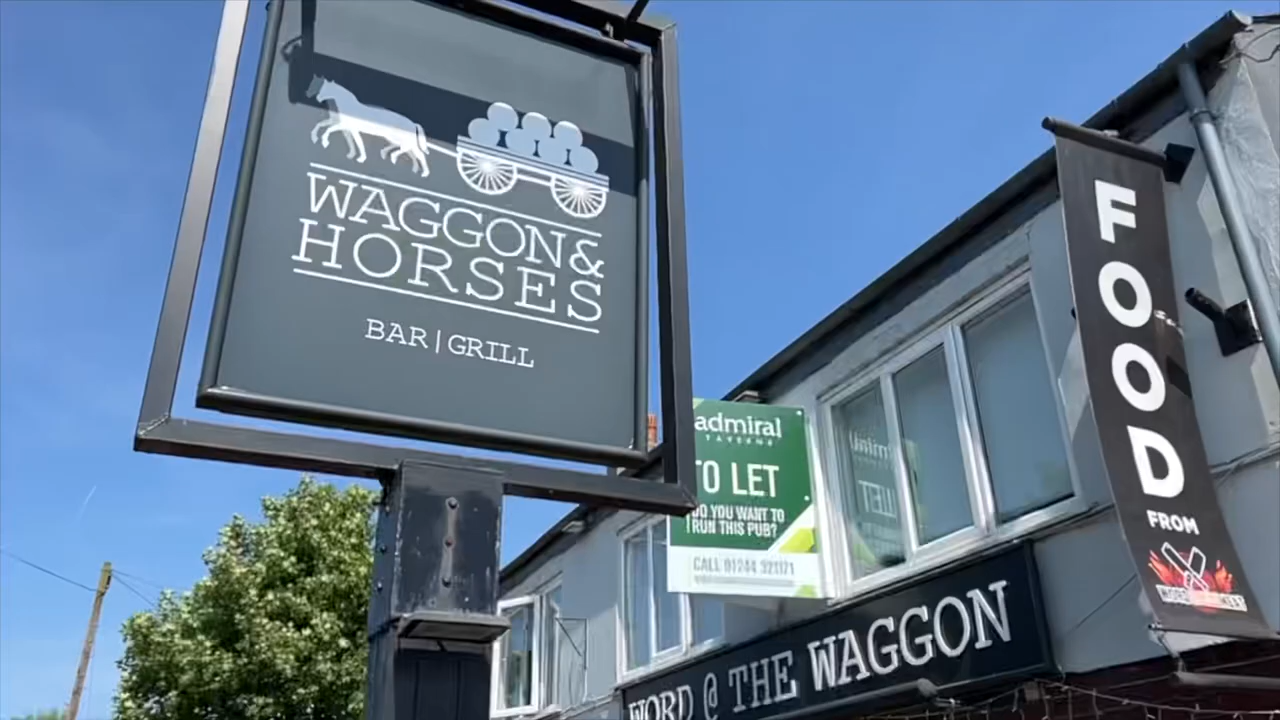 WAGGON&
HORSES
BAR|GRILL
admiral
TAVERNS
TO LET
DO YOU WANT TO
RUN THIS PUB?
CALL 01244 321171
WORD @ THE WAGGON
FOOD
FROM